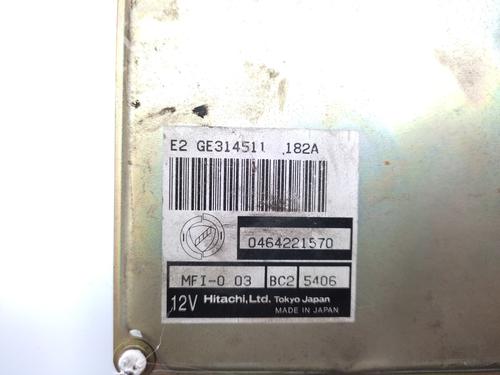 E2 GE314511 182A
0464221570
MFI-0 03 BC2 5406
12V Hitachi, Ltd. Tokyo Japan
MADE IN JAPAN